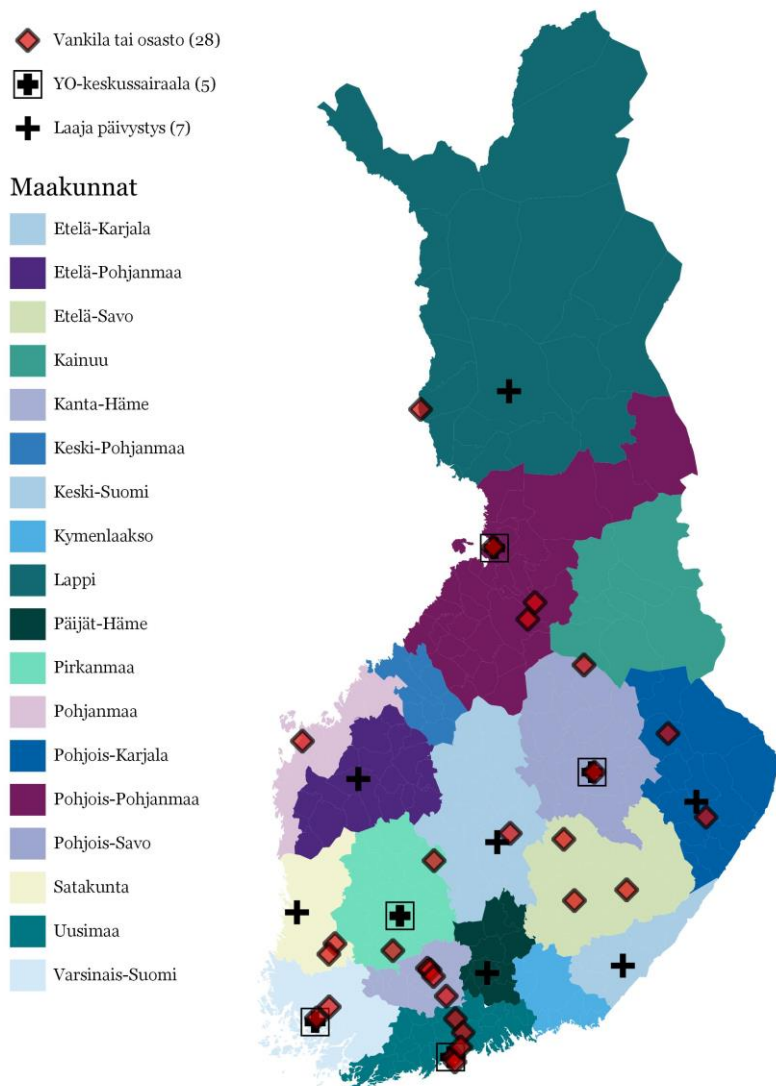 Vankila tai osasto (28)
YO-keskussairaala (5)
Laaja päivystys (7)
Maakunnat
Etelä-Karjala
Etelä-Pohjanmaa
Etelä-Savo
Kainuu
Kanta-Häme
Keski-Pohjanmaa
Keski-Suomi
Kymenlaakso
Lappi
Päijät-Häme
Pirkanmaa
Pohjanmaa
Pohjois-Karjala
Pohjois-Pohjanmaa
Pohjois-Savo
Satakunta
Uusimaa
Varsinais-Suomi